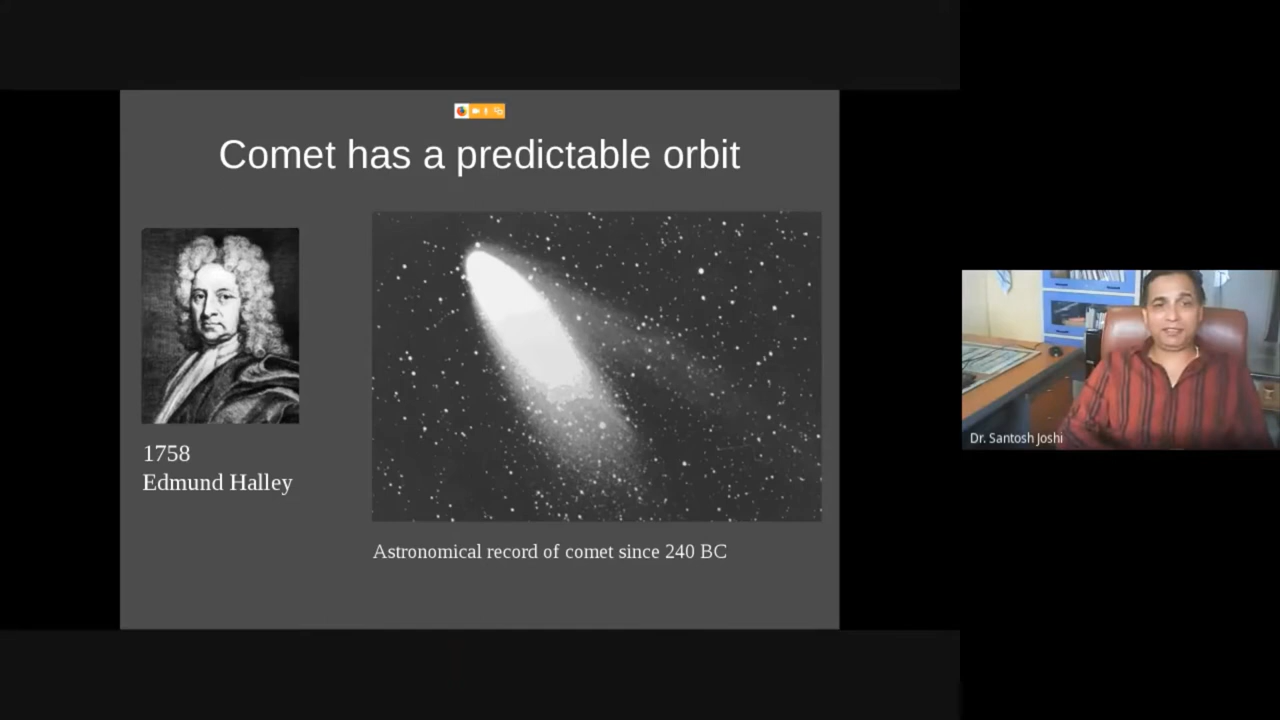 Comet has a predictable orbit
1758
Edmund Halley
Astronomical record of comet since 240 BC
Dr. Santosh Joshi